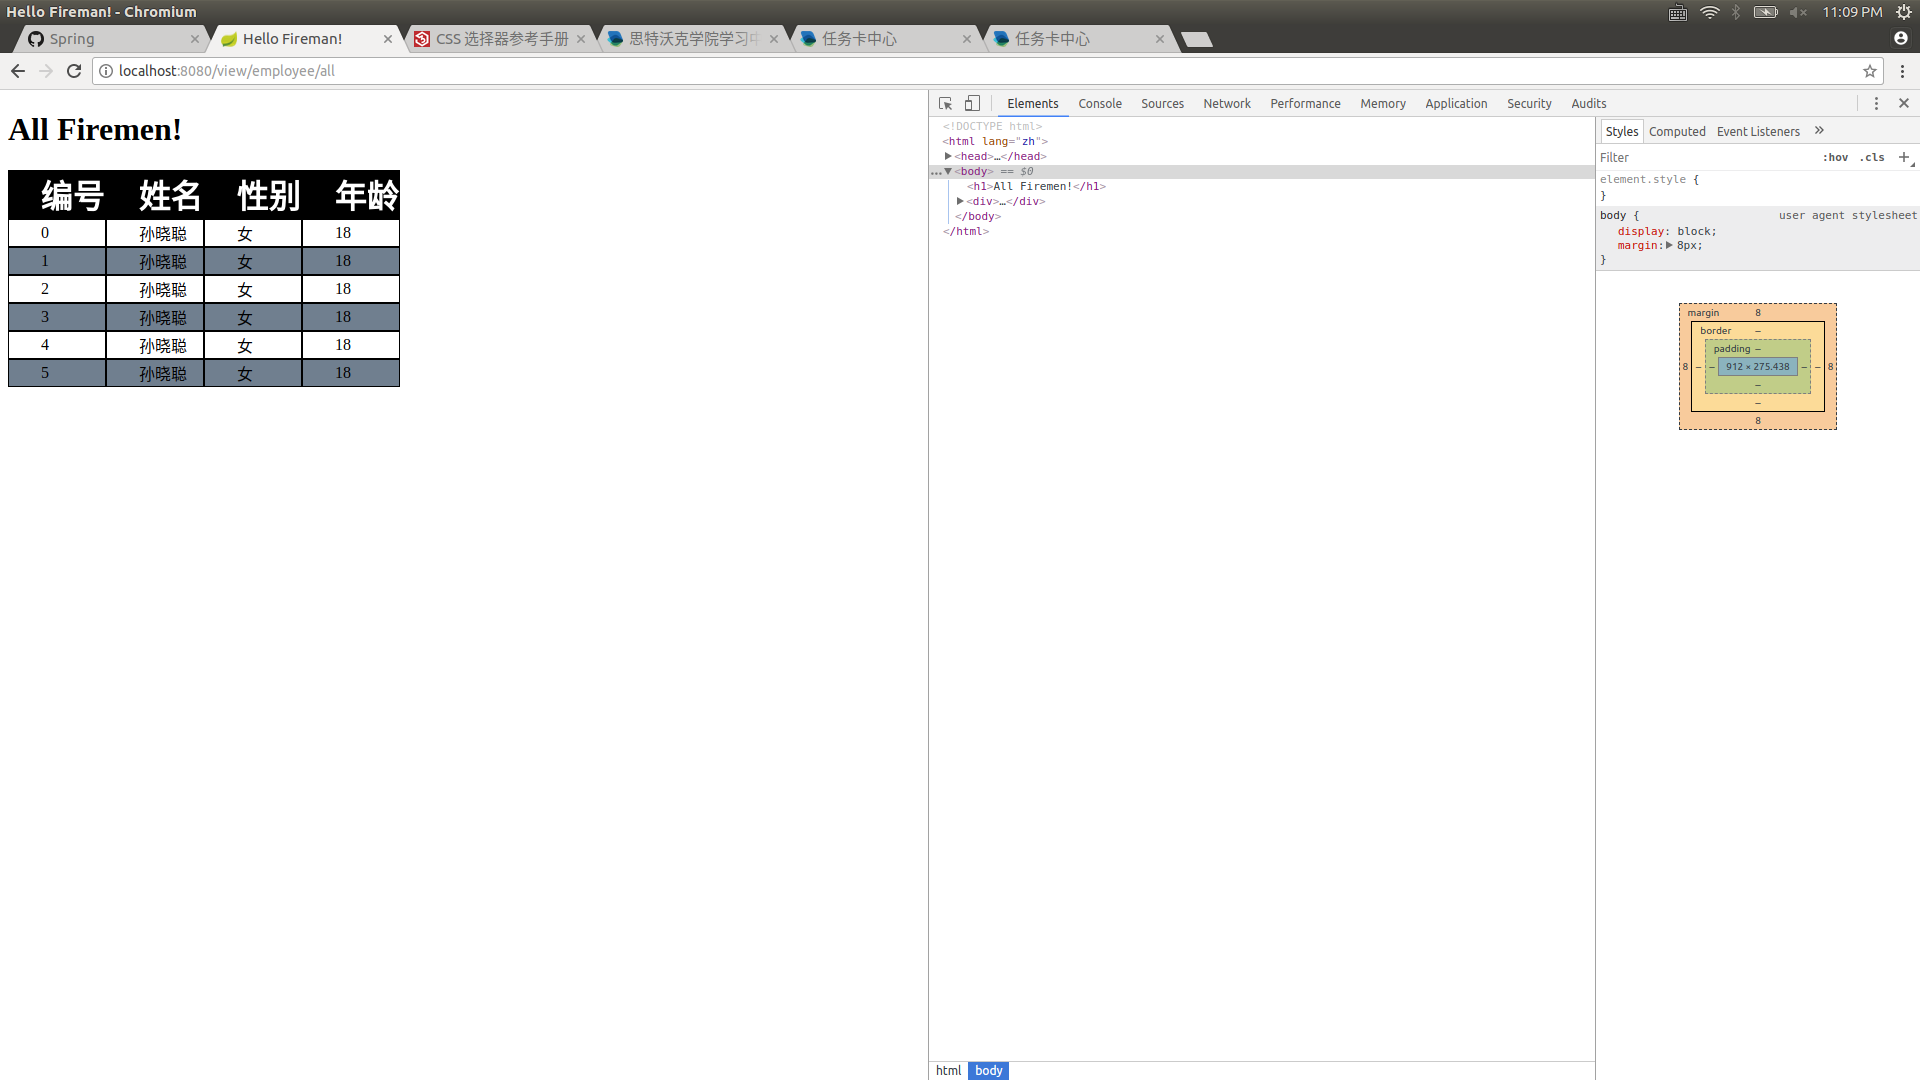 Hello Fireman! - Chromium
11:09 PM
Spring
Hello Fireman!
CSS 选择器参考手册
思特沃克学院学习中
任务卡中心
任务卡中心
localhost:8080/view/employee/all
All Firemen!
编号 姓名 性别 年龄
0 孙晓聪 女 18
1 孙晓聪 女 18
2 孙晓聪 女 18
3 孙晓聪 女 18
4 孙晓聪 女 18
5 孙晓聪 女 18
Elements Console Sources Network Performance Memory Application Security Audits
<!DOCTYPE html>
<html lang="zh">
<head>…</head>
<body> == $0
<h1>All Firemen!</h1>
<div>…</div>
</body>
</html>
html body
Styles Computed Event Listeners »
Filter :hov .cls +
element.style {
}
body { user agent stylesheet
display: block;
margin: 8px;
}
margin 8
border –
padding –
8 – – 912 × 275.438 – – 8
–
–
8